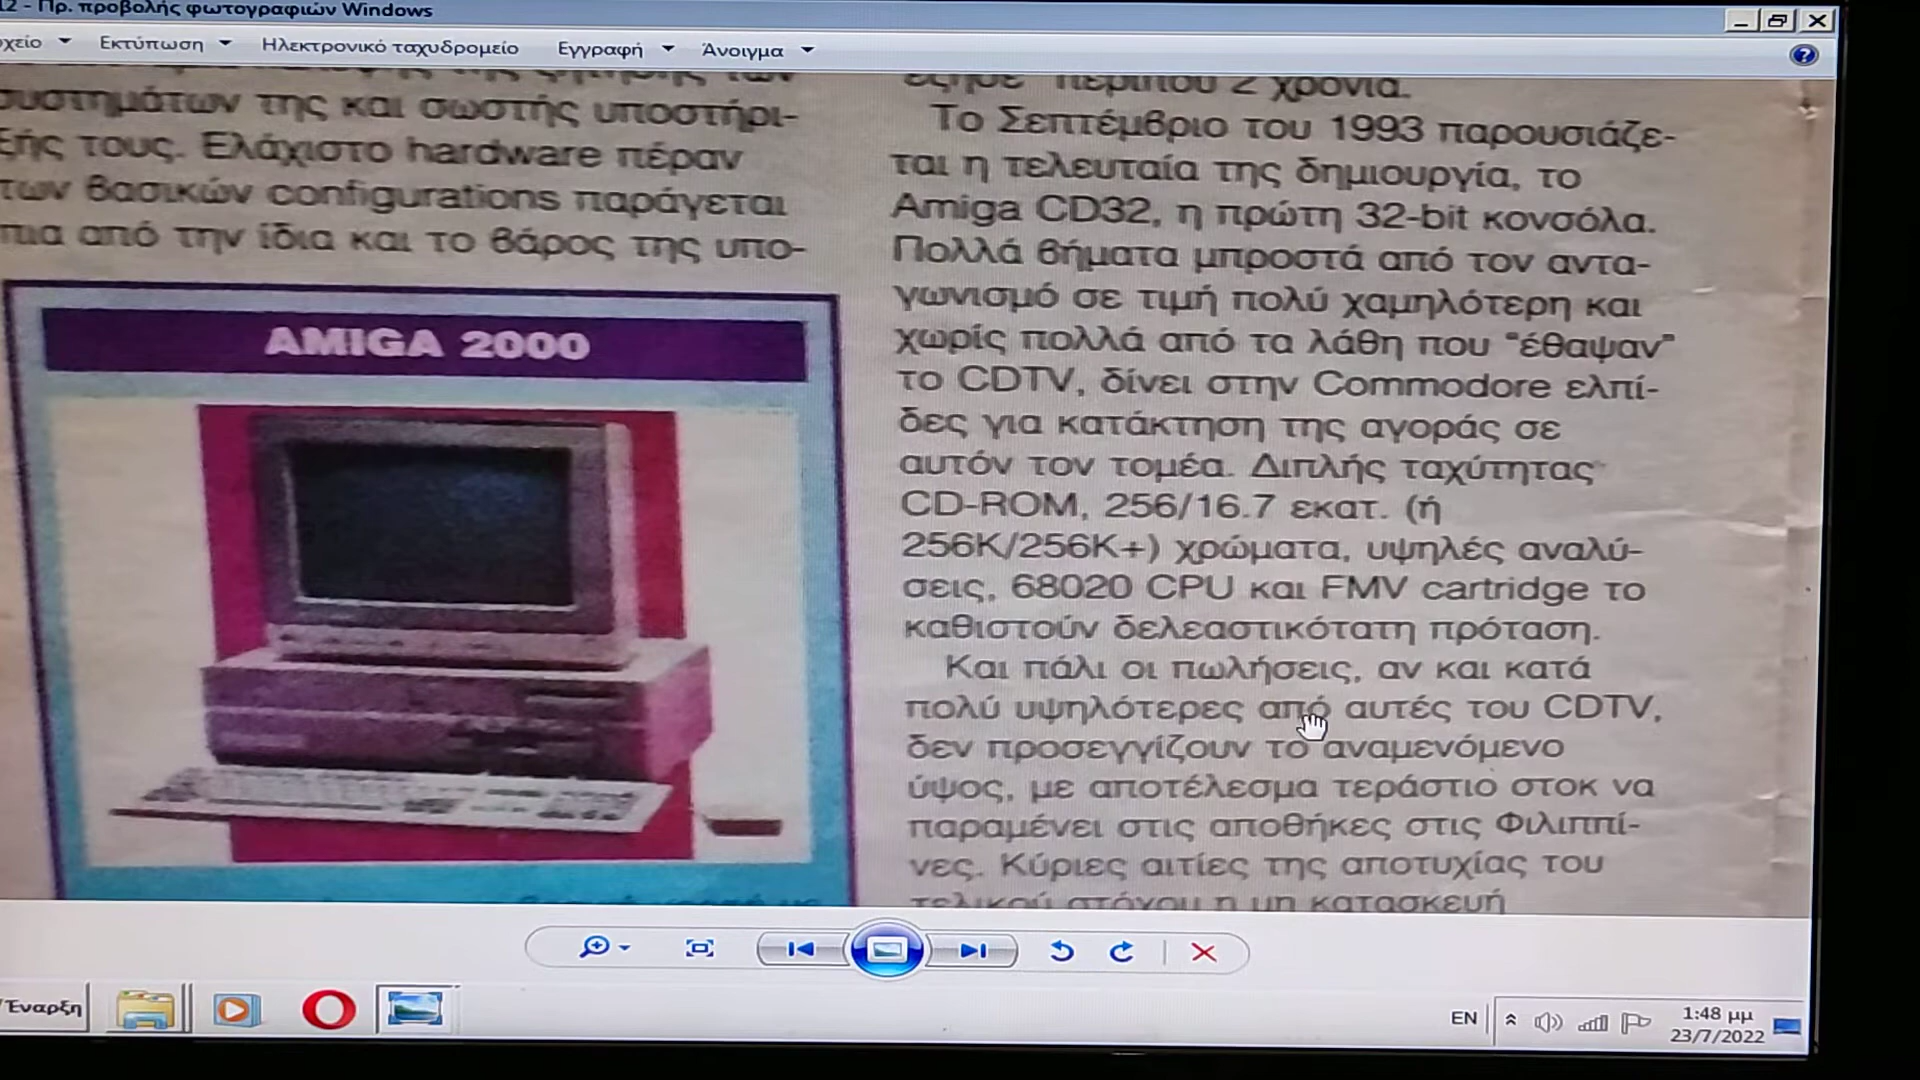 12 - Πρ. προβολής φωτογραφιών Windows
Εκτύπωση Ηλεκτρονικό ταχυδρομείο Εγγραφή Άνοιγμα
συστημάτων της και σωστής υποστήρι-
ξής τους. Ελάχιστο hardware πέραν
των βασικών configurations παράγεται
πια από την ίδια και το βάρος της υπο-
AMIGA 2000
έζησε περίπου 2 χρόνια.
Το Σεπτέμβριο του 1993 παρουσιάζε-
ται η τελευταία της δημιουργία, το
Amiga CD32, η πρώτη 32-bit κονσόλα.
Πολλά βήματα μπροστά από τον αντα-
γωνισμό σε τιμή πολύ χαμηλότερη και
χωρίς πολλά από τα λάθη που "έθαψαν"
το CDTV, δίνει στην Commodore ελπί-
δες για κατάκτηση της αγοράς σε
αυτόν τον τομέα. Διπλής ταχύτητας
CD-ROM, 256/16.7 εκατ. (ή
256K/256K+) χρώματα, υψηλές αναλύ-
σεις, 68020 CPU και FMV cartridge το
καθιστούν δελεαστικότατη πρόταση.
Και πάλι οι πωλήσεις, αν και κατά
πολύ υψηλότερες από αυτές του CDTV,
δεν προσεγγίζουν το αναμενόμενο
ύψος, με αποτέλεσμα τεράστιο στοκ να
παραμένει στις αποθήκες στις Φιλιππί-
νες. Κύριες αιτίες της αποτυχίας του
τελικού στόχου η μη κατασκευή
Έναρξη
EN
1:48 μμ
23/7/2022